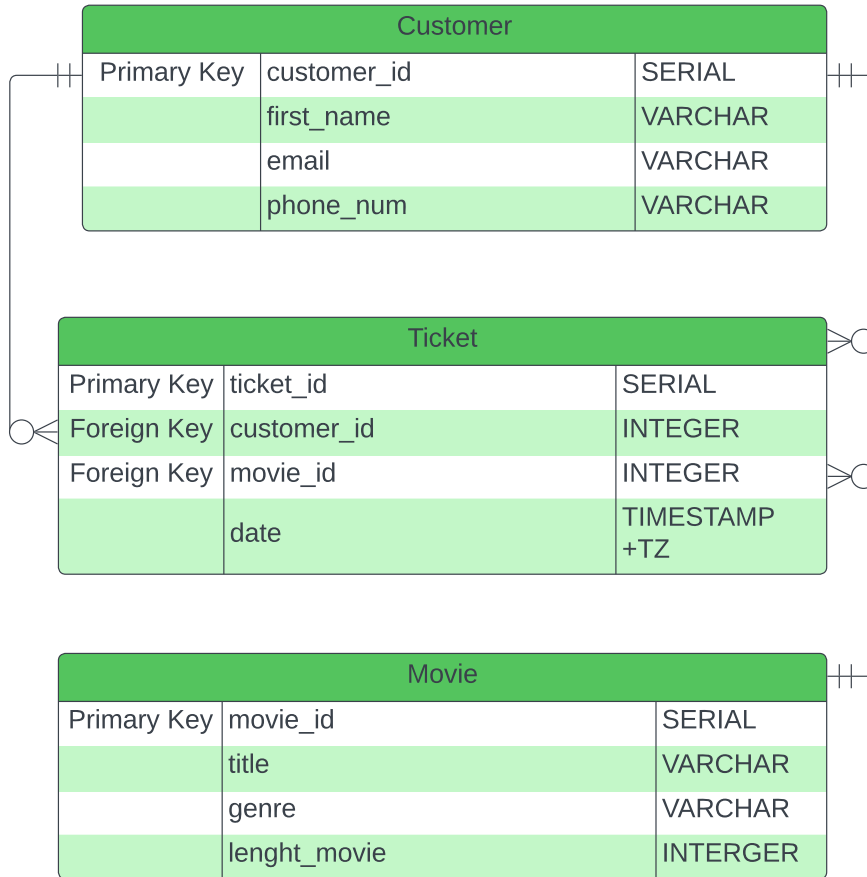 Customer
Primary Key customer_id SERIAL
first_name VARCHAR
email VARCHAR
phone_num VARCHAR
Ticket
Primary Key ticket_id SERIAL
Foreign Key customer_id INTEGER
Foreign Key movie_id INTEGER
date TIMESTAMP
+TZ
Movie
Primary Key movie_id SERIAL
title VARCHAR
genre VARCHAR
lenght_movie INTERGER